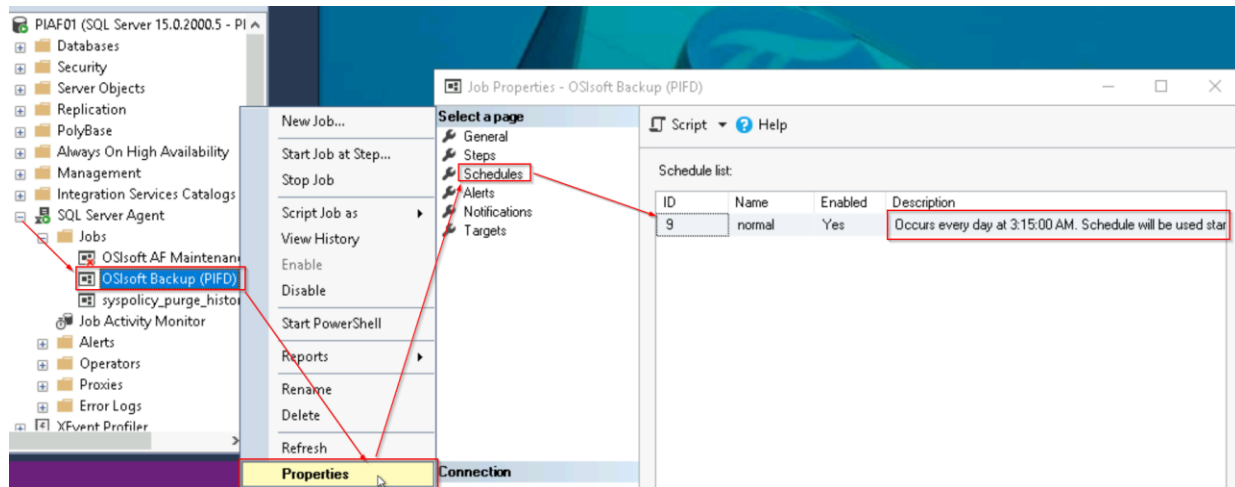 PIAF01 (SQL Server 15.0.2000.5 - PI
Databases
Security
Server Objects
Replication
PolyBase
Always On High Availability
Management
Integration Services Catalogs
SQL Server Agent
Jobs
OSIsoft AF Maintenan
OSIsoft Backup (PIFD)
syspolicy_purge_histor
Job Activity Monitor
Alerts
Operators
Proxies
Error Logs
XEvent Profiler
New Job...
Start Job at Step...
Stop Job
Script Job as
View History
Enable
Disable
Start PowerShell
Reports
Rename
Delete
Refresh
Properties
Job Properties - OSIsoft Backup (PIFD)
Select a page
General
Steps
Schedules
Alerts
Notifications
Targets
Connection
Script Help
Schedule list:
ID Name Enabled Description
9 normal Yes Occurs every day at 3:15:00 AM. Schedule will be used star